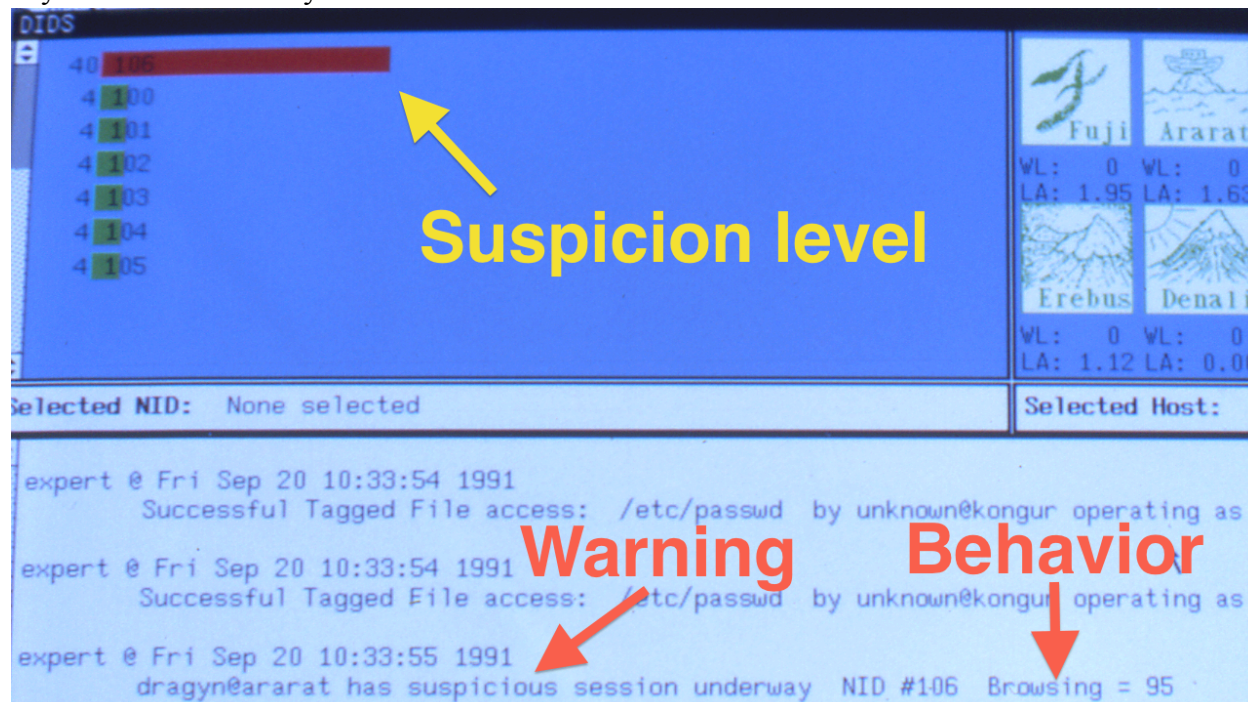 DIDS
40 106
4 100
4 101
4 102
4 103
4 104
4 105
Suspicion level
Fuji Ararat
WL: 0 WL: 0
LA: 1.95 LA: 1.63
Erebus Denali
WL: 0 WL: 0
LA: 1.12 LA: 0.00
Selected NID: None selected
Selected Host:
expert @ Fri Sep 20 10:33:54 1991
Successful Tagged File access: /etc/passwd by unknown@kongur operating as
Warning Behavior
expert @ Fri Sep 20 10:33:54 1991
Successful Tagged File access: /etc/passwd by unknown@kongur operating as
expert @ Fri Sep 20 10:33:55 1991
dragyn@ararat has suspicious session underway NID #106 Browsing = 95